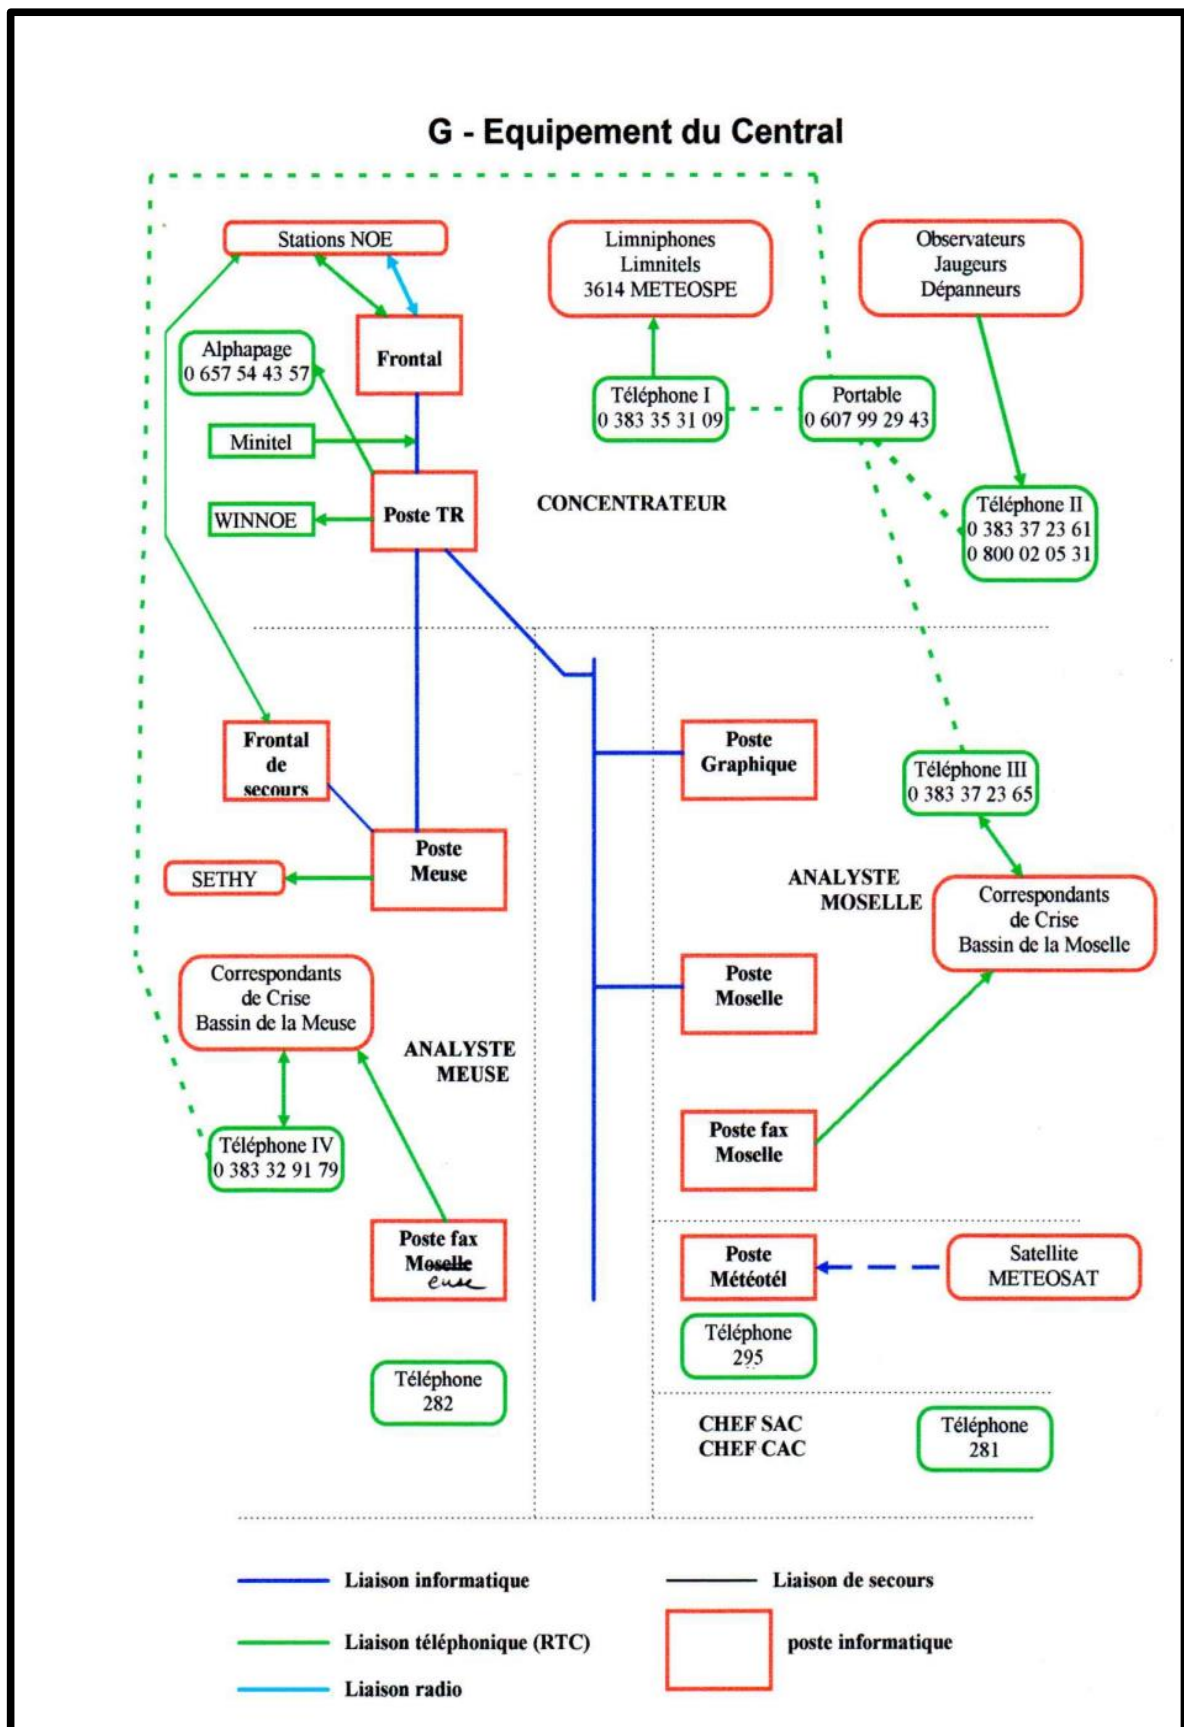 G - Equipement du Central
Stations NOE
Limniphones
Limnitels
3614 METEOSPE
Observateurs
Jaugeurs
Dépanneurs
Frontal
Alphapage
0 657 54 43 57
Téléphone I
0 383 35 31 09
Portable
0 607 99 29 43
Minitel
WINNOE
Poste TR
CONCENTRATEUR
Téléphone II
0 383 37 23 61
0 800 02 05 31
Frontal
de
secours
Poste
Graphique
Téléphone III
0 383 37 23 65
Poste
Meuse
SETHY
ANALYSTE
MOSELLE
Correspondants
de Crise
Bassin de la Moselle
Correspondants
de Crise
Bassin de la Meuse
Poste
Moselle
ANALYSTE
MEUSE
Téléphone IV
0 383 32 91 79
Poste fax
Moselle
Poste fax
Moselle
euse
Poste
Météotél
Satellite
METEOSAT
Téléphone
295
Téléphone
282
CHEF SAC
CHEF CAC
Téléphone
281
Liaison informatique
Liaison de secours
Liaison téléphonique (RTC)
poste informatique
Liaison radio